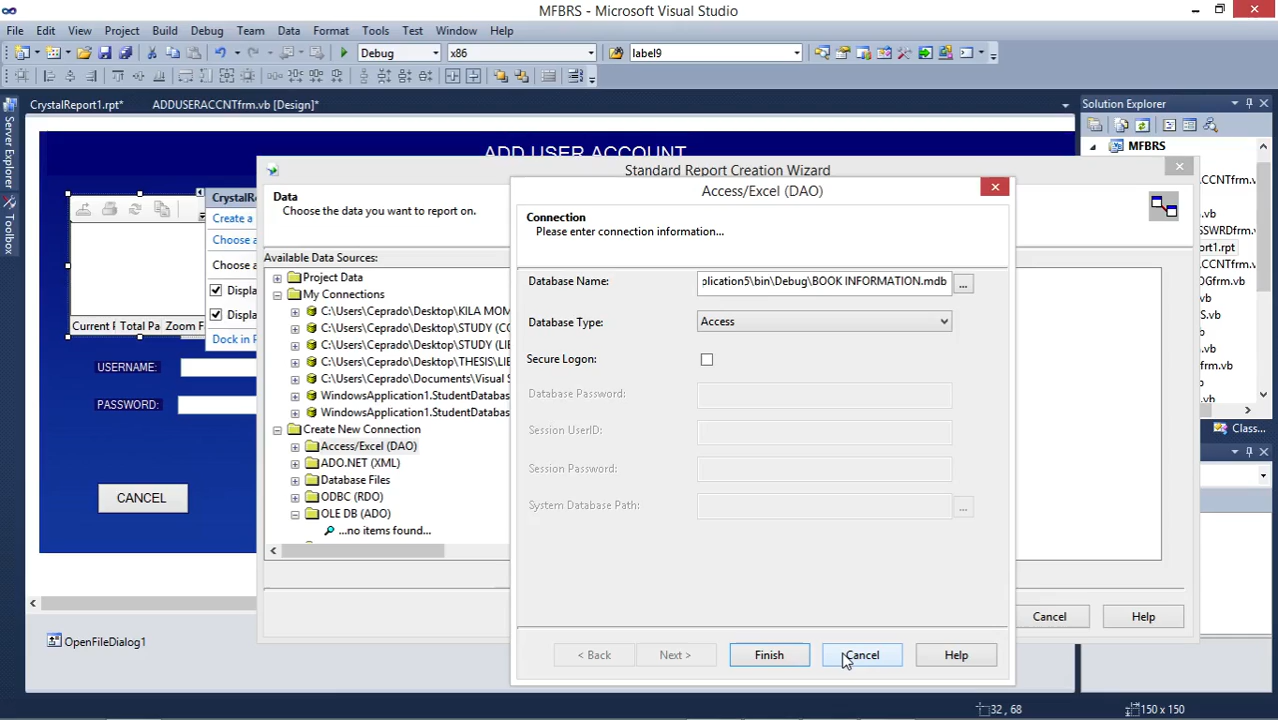 MFBRS - Microsoft Visual Studio
File Edit View Project Build Debug Team Data Format Tools Test Window Help
Debug x86 label9
CrystalReport1.rpt* ADDUSERACCNTfrm.vb [Design]* Solution Explorer
Server Explorer
Toolbox
MFBRS
ADD USER ACCOUNT
Standard Report Creation Wizard
Access/Excel (DAO)
Data
Choose the data you want to report on.
Connection
Please enter connection information...
CrystalRe
Create a
Choose a
Choose a
Displa
Displa
Dock in P
Current P Total Pa Zoom F
Available Data Sources:
Project Data
My Connections
C:\Users\Ceprado\Desktop\KILA MOM
C:\Users\Ceprado\Desktop\STUDY (CO
C:\Users\Ceprado\Desktop\STUDY (LIB
C:\Users\Ceprado\Desktop\THESIS\LIB
C:\Users\Ceprado\Documents\Visual S
WindowsApplication1.StudentDatabas
WindowsApplication1.StudentDatabas
Create New Connection
Access/Excel (DAO)
ADO.NET (XML)
Database Files
ODBC (RDO)
OLE DB (ADO)
...no items found...
Database Name: plication5\bin\Debug\BOOK INFORMATION.mdb ...
Database Type: Access
Secure Logon:
Database Password:
Session UserID:
Session Password:
System Database Path: ...
< Back Next > Finish Cancel Help
Cancel Help
USERNAME:
PASSWORD:
CANCEL
OpenFileDialog1
CCNTfrm.
.vb
SSWRDfrm.
.vb
ort1.rpt
Class...
32 , 68 150 x 150